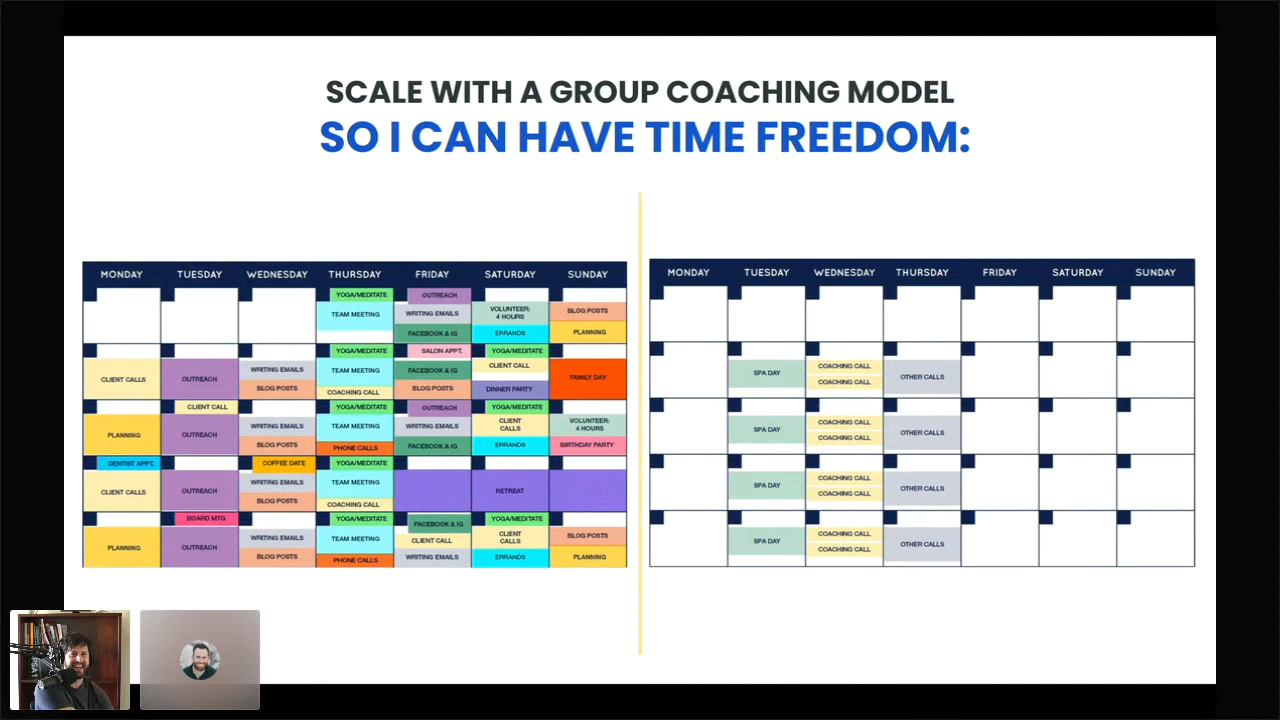 SCALE WITH A GROUP COACHING MODEL
SO I CAN HAVE TIME FREEDOM:
MONDAY TUESDAY WEDNESDAY THURSDAY FRIDAY SATURDAY SUNDAY
YOGA/MEDITATE OUTREACH
TEAM MEETING WRITING EMAILS VOLUNTEER: BLOG POSTS
4 HOURS
FACEBOOK & IG ERRANDS PLANNING
YOGA/MEDITATE SALON APPT. YOGA/MEDITATE
CLIENT CALLS OUTREACH WRITING EMAILS TEAM MEETING FACEBOOK & IG CLIENT CALL FAMILY DAY
BLOG POSTS COACHING CALL BLOG POSTS DINNER PARTY
CLIENT CALL YOGA/MEDITATE OUTREACH YOGA/MEDITATE
PLANNING OUTREACH WRITING EMAILS TEAM MEETING WRITING EMAILS CLIENT VOLUNTEER:
CALLS 4 HOURS
BLOG POSTS PHONE CALLS FACEBOOK & IG ERRANDS BIRTHDAY PARTY
DENTIST APPT. COFFEE DATE YOGA/MEDITATE
CLIENT CALLS OUTREACH WRITING EMAILS TEAM MEETING RETREAT
BLOG POSTS COACHING CALL
BOARD MTG YOGA/MEDITATE FACEBOOK & IG YOGA/MEDITATE
PLANNING OUTREACH WRITING EMAILS TEAM MEETING CLIENT CALL CLIENT BLOG POSTS
CALLS
BLOG POSTS PHONE CALLS WRITING EMAILS ERRANDS PLANNING
MONDAY TUESDAY WEDNESDAY THURSDAY FRIDAY SATURDAY SUNDAY
SPA DAY COACHING CALL OTHER CALLS
COACHING CALL
SPA DAY COACHING CALL OTHER CALLS
COACHING CALL
SPA DAY COACHING CALL OTHER CALLS
COACHING CALL
SPA DAY COACHING CALL OTHER CALLS
COACHING CALL